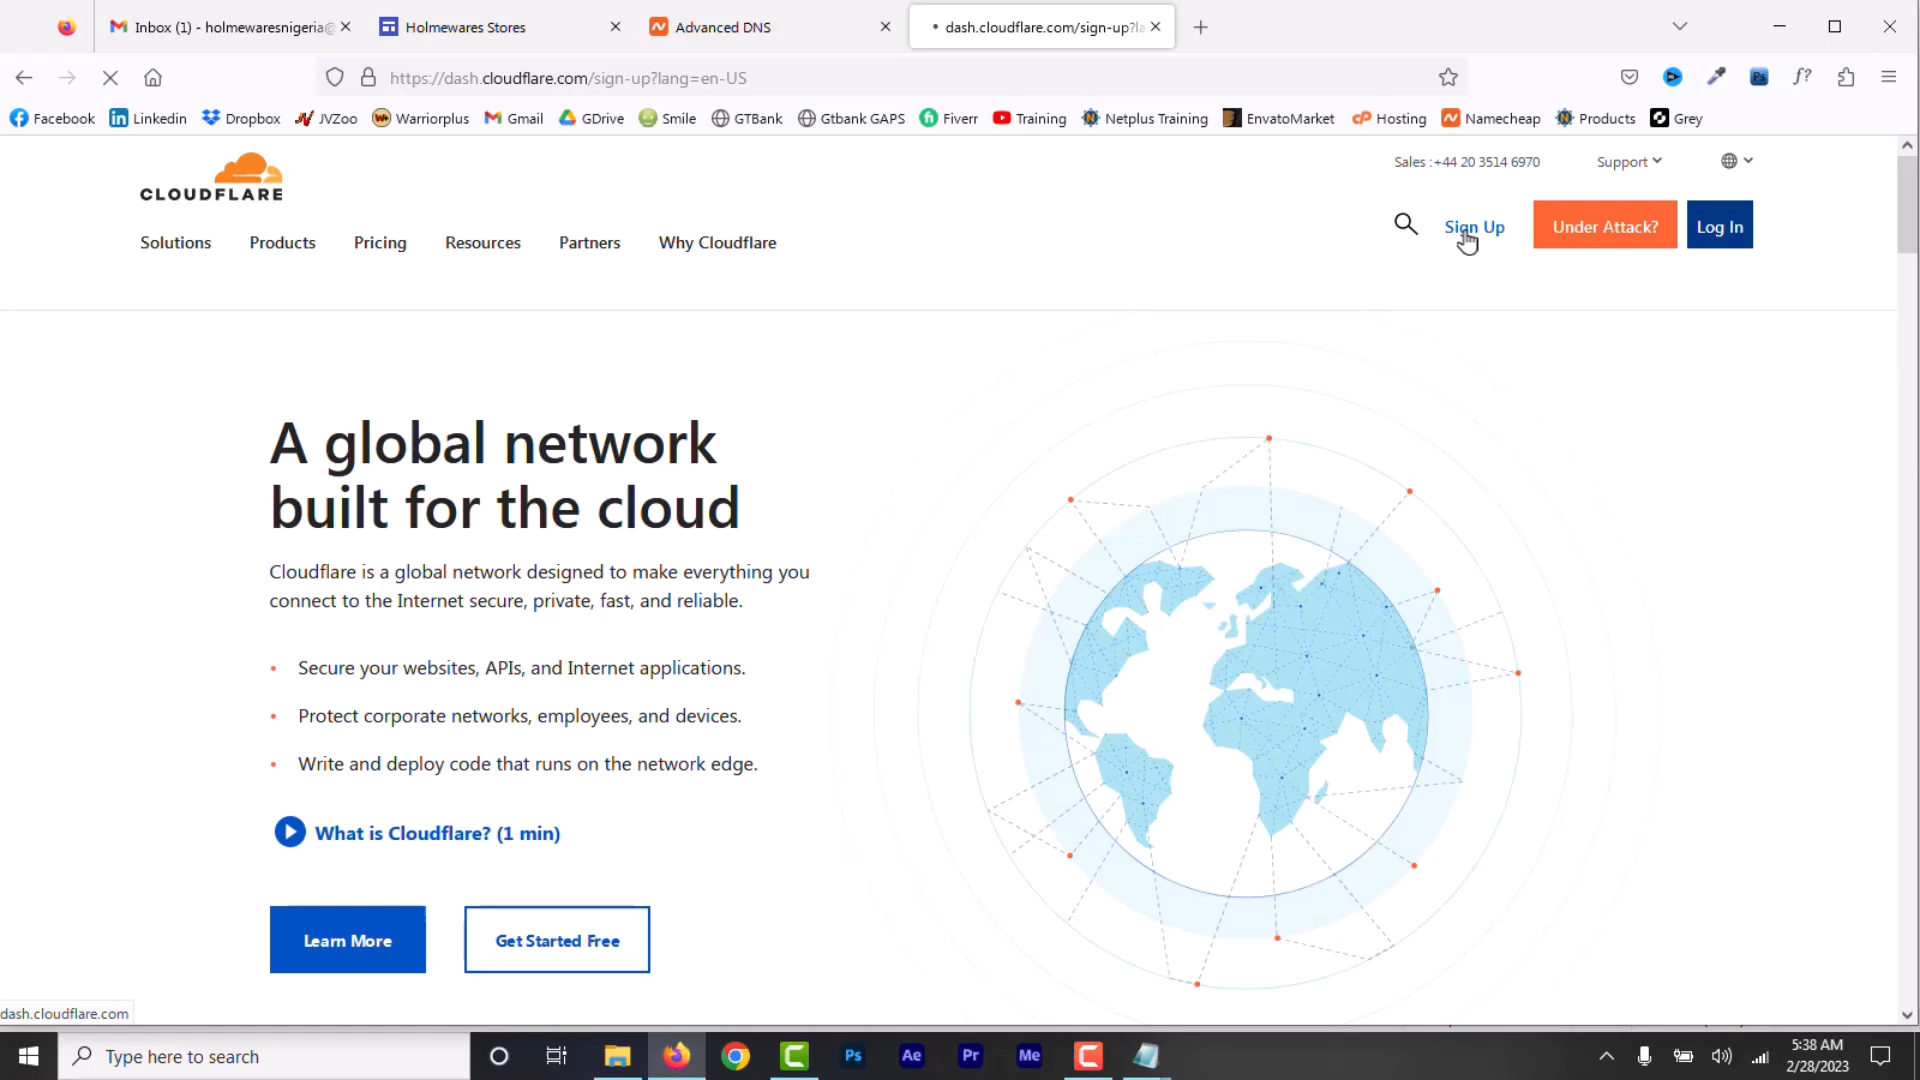 Inbox (1) - holmewaresnigeria@
Holmewares Stores
Advanced DNS
dash.cloudflare.com/sign-up?la
https://dash.cloudflare.com/sign-up?lang=en-US
f?
Facebook
Linkedin
Dropbox
JVZoo
Warriorplus
Gmail
GDrive
Smile
GTBank
Gtbank GAPS
Fiverr
Training
Netplus Training
EnvatoMarket
Hosting
Namecheap
Products
Grey
Sales :+44 20 3514 6970
Support
CLOUDFLARE
Sign Up
Under Attack?
Log In
Solutions
Products
Pricing
Resources
Partners
Why Cloudflare
A global network
built for the cloud
Cloudflare is a global network designed to make everything you
connect to the Internet secure, private, fast, and reliable.
• Secure your websites, APIs, and Internet applications.
• Protect corporate networks, employees, and devices.
• Write and deploy code that runs on the network edge.
What is Cloudflare? (1 min)
Learn More
Get Started Free
dash.cloudflare.com
Type here to search
Ps
Ae
Pr
Me
5:38 AM
2/28/2023